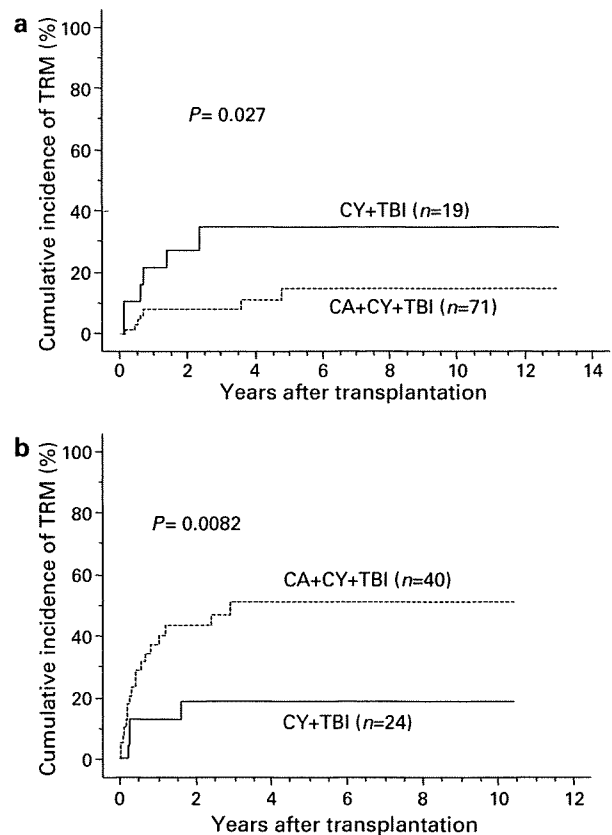 a
Cumulative incidence of TRM (%)
100
80
60
40
20
0
P= 0.027
CY+TBI (n=19)
CA+CY+TBI (n=71)
0 2 4 6 8 10 12 14
Years after transplantation
b
Cumulative incidence of TRM (%)
100
80
60
40
20
0
P= 0.0082
CA+CY+TBI (n=40)
CY+TBI (n=24)
0 2 4 6 8 10 12
Years after transplantation